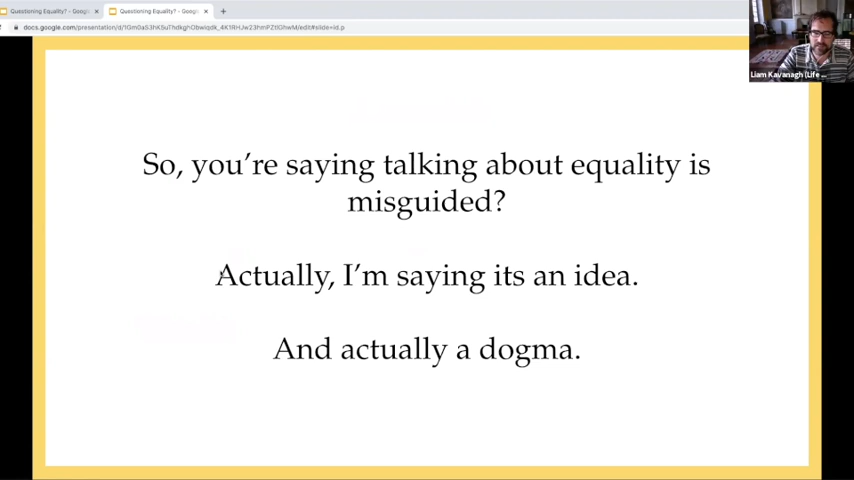 Questioning Equality? - Google
Questioning Equality? - Google
Liam Kavanagh (Life ...
So, you're saying talking about equality is
misguided?
Actually, I'm saying its an idea.
And actually a dogma.